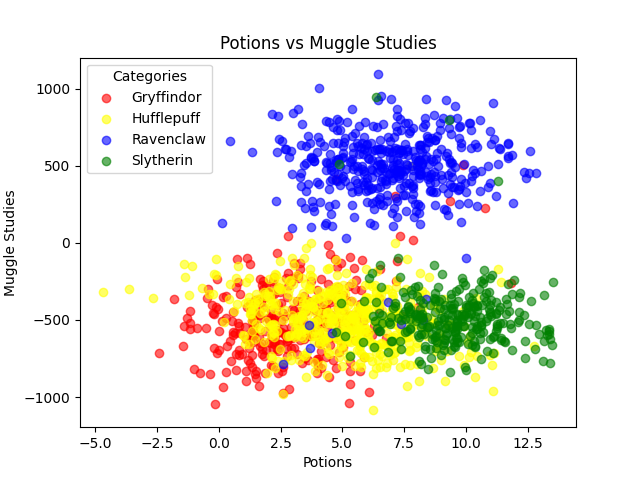 Potions vs Muggle Studies
Categories
Gryffindor
Hufflepuff
Ravenclaw
Slytherin
Muggle Studies
1000
500
0
−500
−1000
−5.0 −2.5 0.0 2.5 5.0 7.5 10.0 12.5
Potions